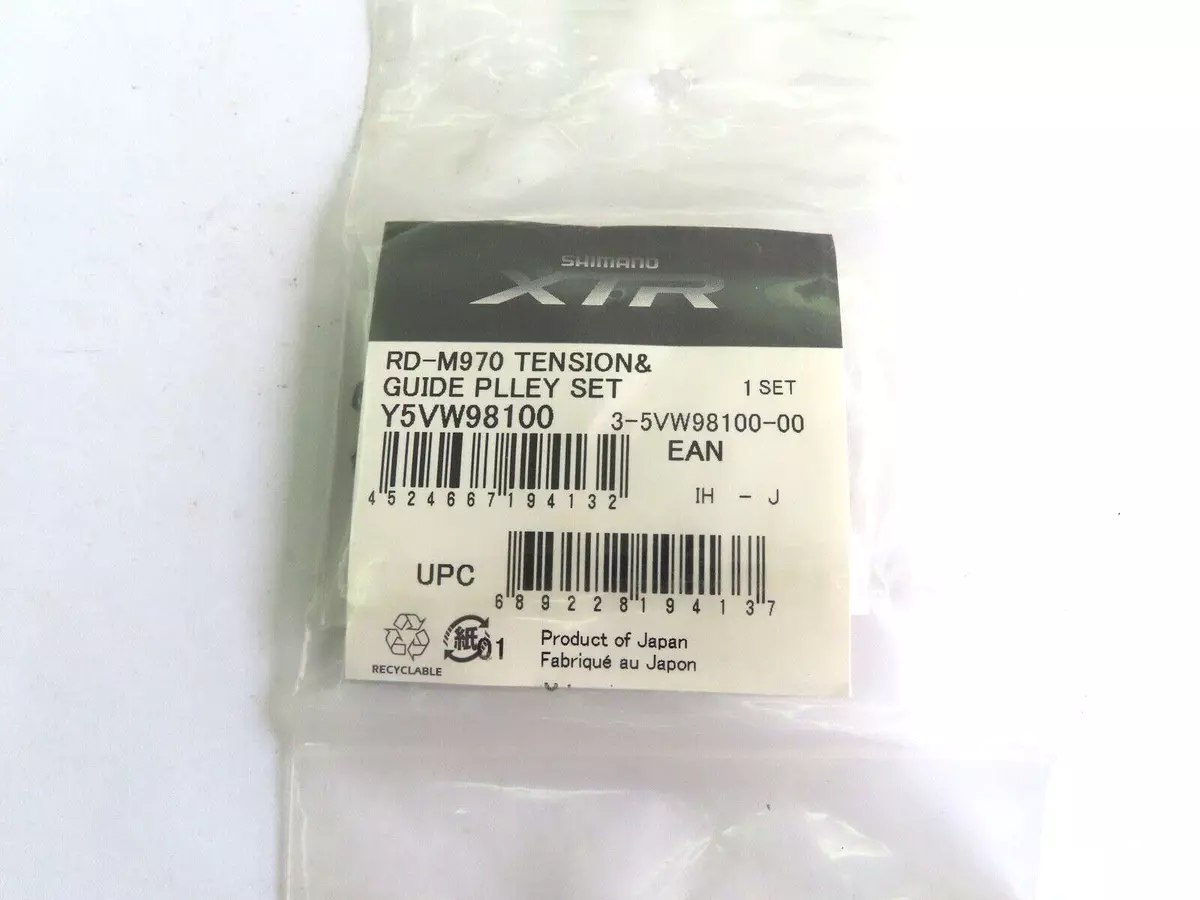 SHIMANO
XTR
RD-M970 TENSION&
GUIDE PLLEY SET 1 SET
Y5VW98100 3-5VW98100-00
EAN
4524667194132 IH - J
UPC
689228194137
紙 01
RECYCLABLE
Product of Japan
Fabriqué au Japon